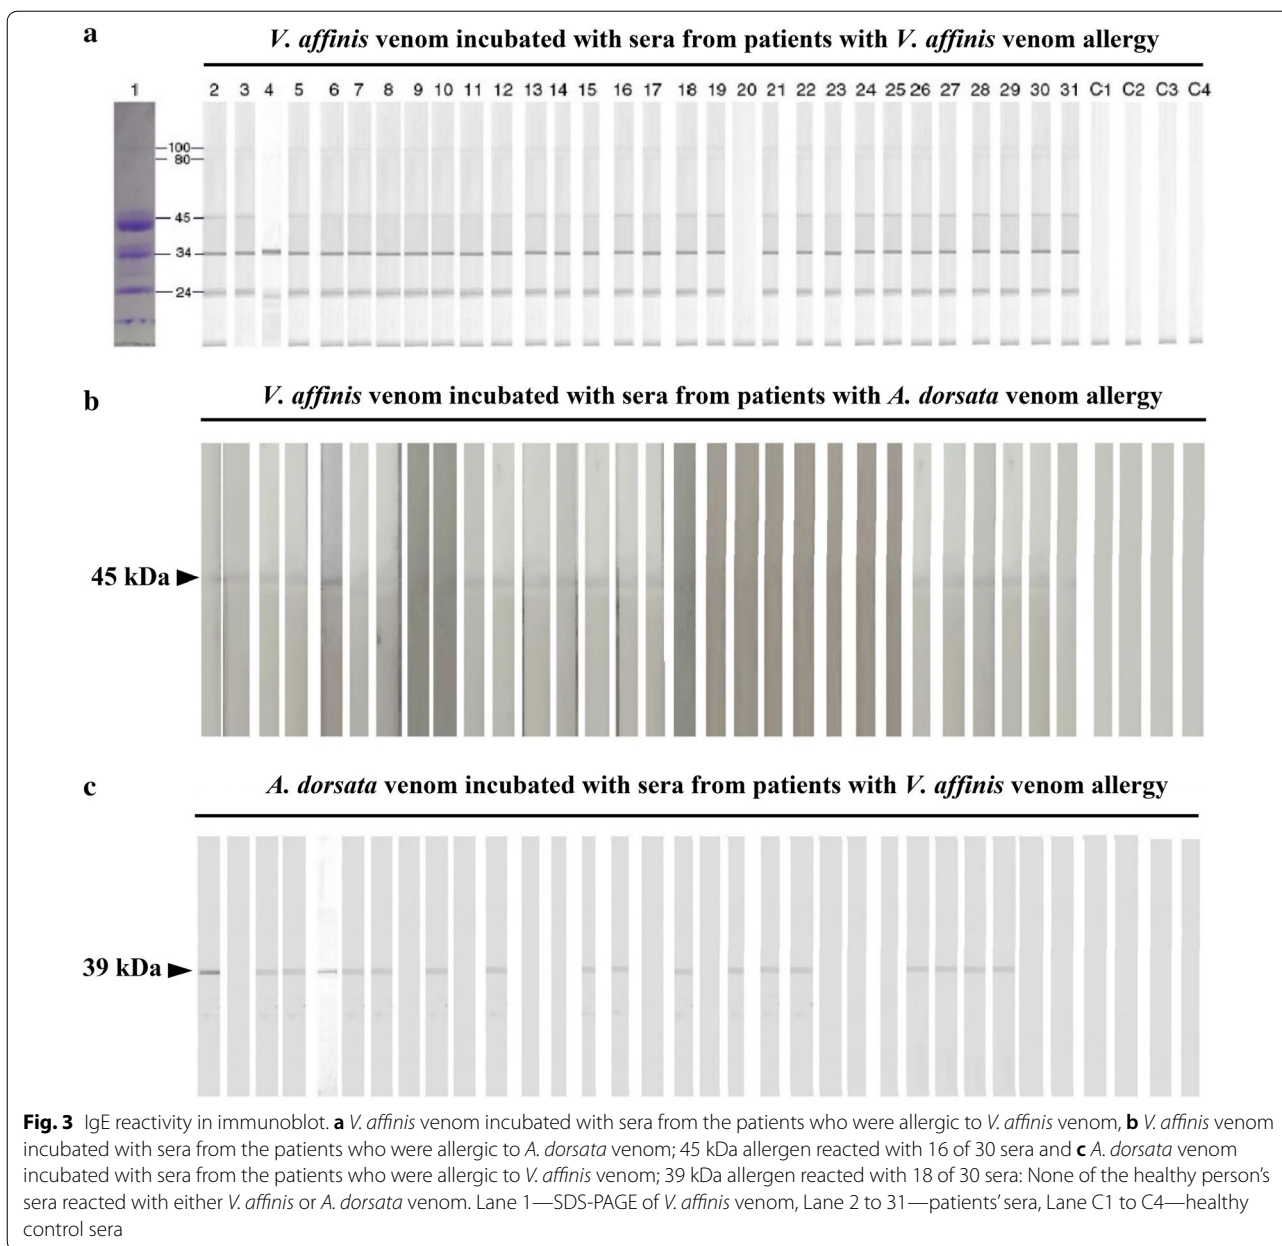 a
V. affinis venom incubated with sera from patients with V. affinis venom allergy
1 2 3 4 5 6 7 8 9 10 11 12 13 14 15 16 17 18 19 20 21 22 23 24 25 26 27 28 29 30 31 C1 C2 C3 C4
100
80
45
34
24
b
V. affinis venom incubated with sera from patients with A. dorsata venom allergy
45 kDa
c
A. dorsata venom incubated with sera from patients with V. affinis venom allergy
39 kDa
Fig. 3 IgE reactivity in immunoblot. a V. affinis venom incubated with sera from the patients who were allergic to V. affinis venom, b V. affinis venom
incubated with sera from the patients who were allergic to A. dorsata venom; 45 kDa allergen reacted with 16 of 30 sera and c A. dorsata venom
incubated with sera from the patients who were allergic to V. affinis venom; 39 kDa allergen reacted with 18 of 30 sera: None of the healthy person's
sera reacted with either V. affinis or A. dorsata venom. Lane 1—SDS-PAGE of V. affinis venom, Lane 2 to 31—patients' sera, Lane C1 to C4—healthy
control sera